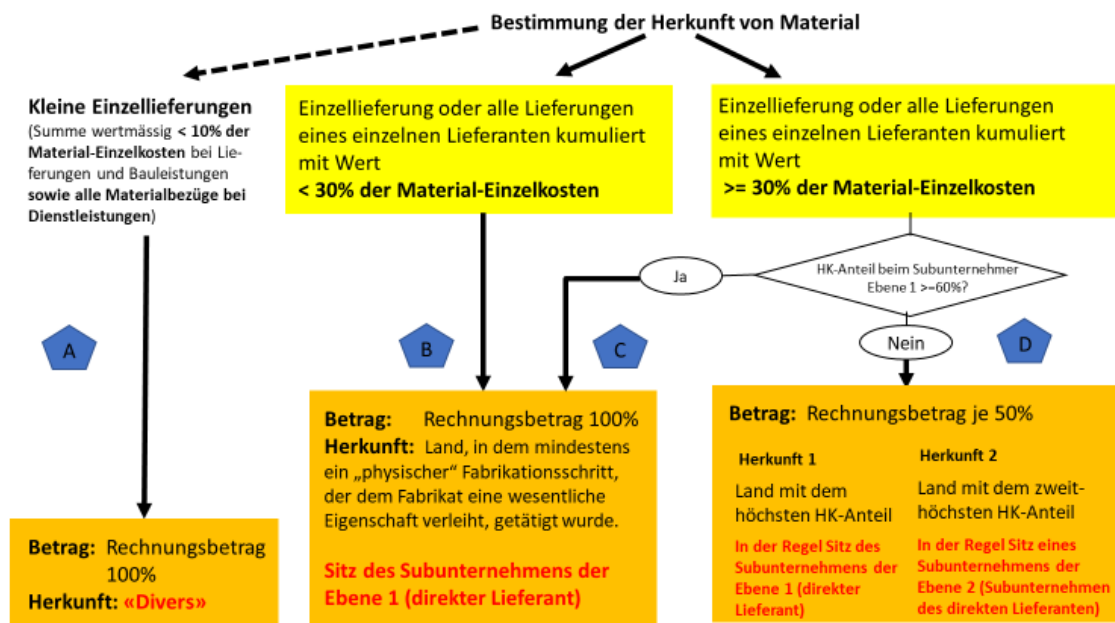 Bestimmung der Herkunft von Material
Kleine Einzellieferungen
(Summe wertmässig < 10% der
Material-Einzelkosten bei Lie-
ferungen und Bauleistungen
sowie alle Materialbezüge bei
Dienstleistungen)
Einzellieferung oder alle Lieferungen
eines einzelnen Lieferanten kumuliert
mit Wert
< 30% der Material-Einzelkosten
Einzellieferung oder alle Lieferungen
eines einzelnen Lieferanten kumuliert
mit Wert
>= 30% der Material-Einzelkosten
HK-Anteil beim Subunternehmer
Ebene 1 >=60%?
Ja
Nein
A
B
C
D
Betrag: Rechnungsbetrag
100%
Herkunft: «Divers»
Betrag: Rechnungsbetrag 100%
Herkunft: Land, in dem mindestens
ein „physischer“ Fabrikationsschritt,
der dem Fabrikat eine wesentliche
Eigenschaft verleiht, getätigt wurde.
Sitz des Subunternehmens der
Ebene 1 (direkter Lieferant)
Betrag: Rechnungsbetrag je 50%
Herkunft 1
Land mit dem
höchsten HK-Anteil
In der Regel Sitz des
Subunternehmens der
Ebene 1 (direkter
Lieferant)
Herkunft 2
Land mit dem zweit-
höchsten HK-Anteil
In der Regel Sitz eines
Subunternehmens der
Ebene 2 (Subunternehmen
des direkten Lieferanten)